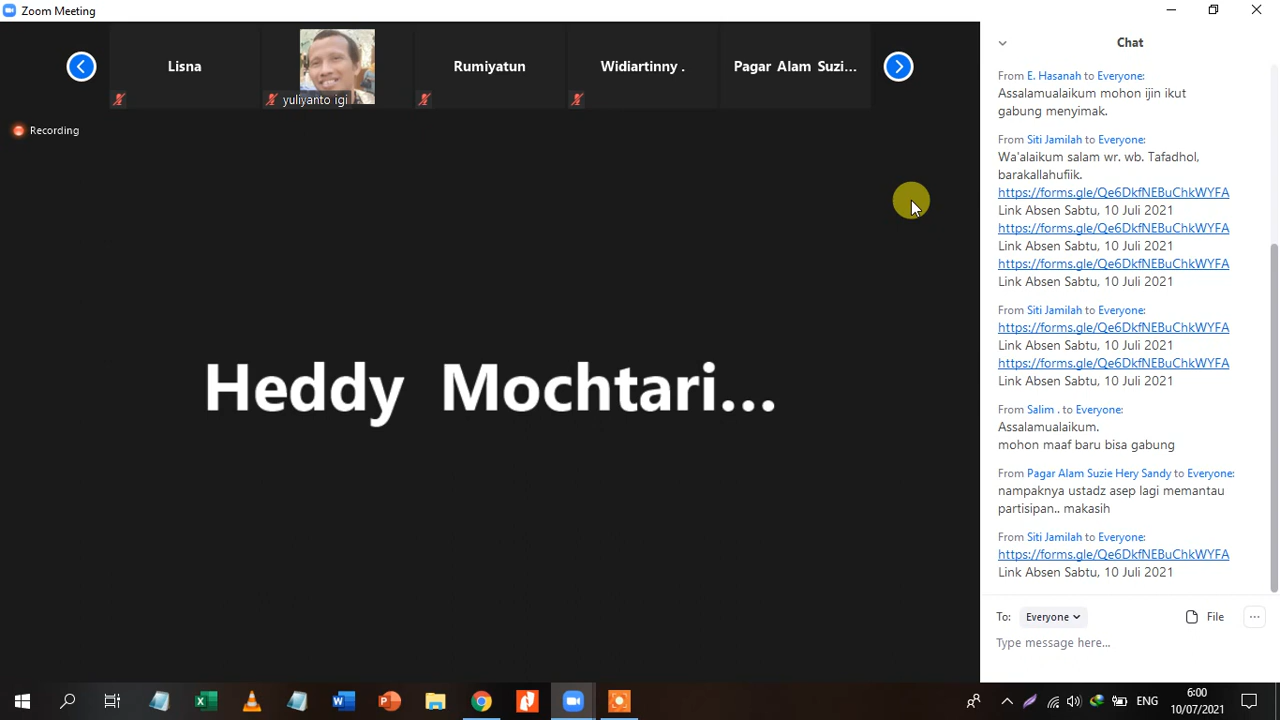 Zoom Meeting
Lisna
yuliyanto igi
Rumiyatun
Widiartinny .
Pagar Alam Suzi...
Recording
Heddy Mochtari...
Chat
From E. Hasanah to Everyone:
Assalamualaikum mohon ijin ikut
gabung menyimak.
From Siti Jamilah to Everyone:
Wa'alaikum salam wr. wb. Tafadhol,
barakallahufiik.
https://forms.gle/Qe6DkfNEBuChkWYFA
Link Absen Sabtu, 10 Juli 2021
https://forms.gle/Qe6DkfNEBuChkWYFA
Link Absen Sabtu, 10 Juli 2021
https://forms.gle/Qe6DkfNEBuChkWYFA
Link Absen Sabtu, 10 Juli 2021
From Siti Jamilah to Everyone:
https://forms.gle/Qe6DkfNEBuChkWYFA
Link Absen Sabtu, 10 Juli 2021
https://forms.gle/Qe6DkfNEBuChkWYFA
Link Absen Sabtu, 10 Juli 2021
From Salim . to Everyone:
Assalamualaikum.
mohon maaf baru bisa gabung
From Pagar Alam Suzie Hery Sandy to Everyone:
nampaknya ustadz asep lagi memantau
partisipan.. makasih
From Siti Jamilah to Everyone:
https://forms.gle/Qe6DkfNEBuChkWYFA
Link Absen Sabtu, 10 Juli 2021
To: Everyone File ...
Type message here...
ENG
6:00
10/07/2021